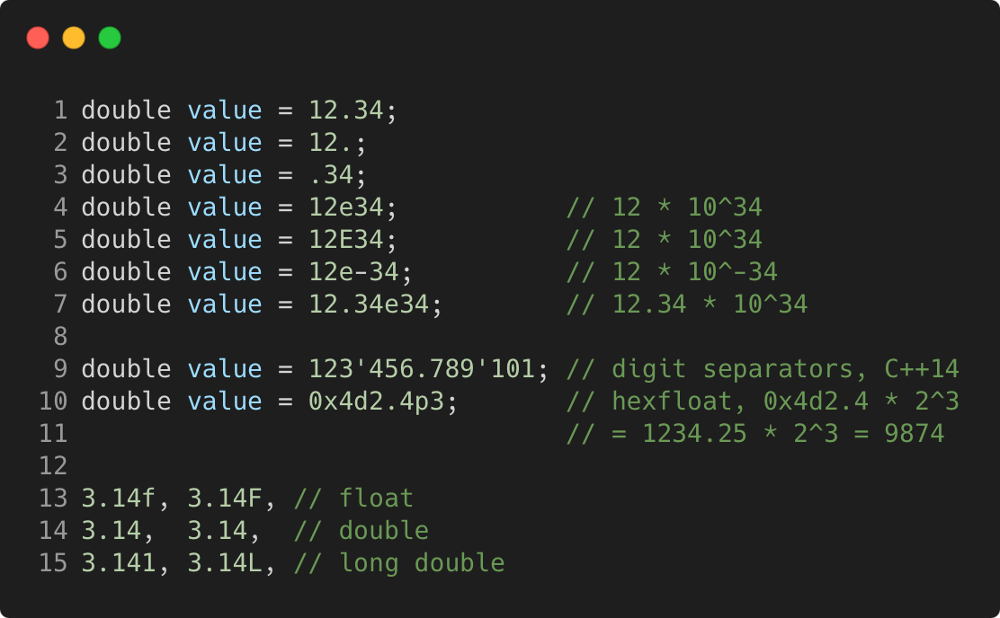 1 double value = 12.34;
2 double value = 12.;
3 double value = .34;
4 double value = 12e34;           // 12 * 10^34
5 double value = 12E34;           // 12 * 10^34
6 double value = 12e-34;          // 12 * 10^-34
7 double value = 12.34e34;        // 12.34 * 10^34
8
9 double value = 123'456.789'101; // digit separators, C++14
10 double value = 0x4d2.4p3;       // hexfloat, 0x4d2.4 * 2^3
11                                 // = 1234.25 * 2^3 = 9874
12
13 3.14f, 3.14F, // float
14 3.14,  3.14,  // double
15 3.141, 3.14L, // long double